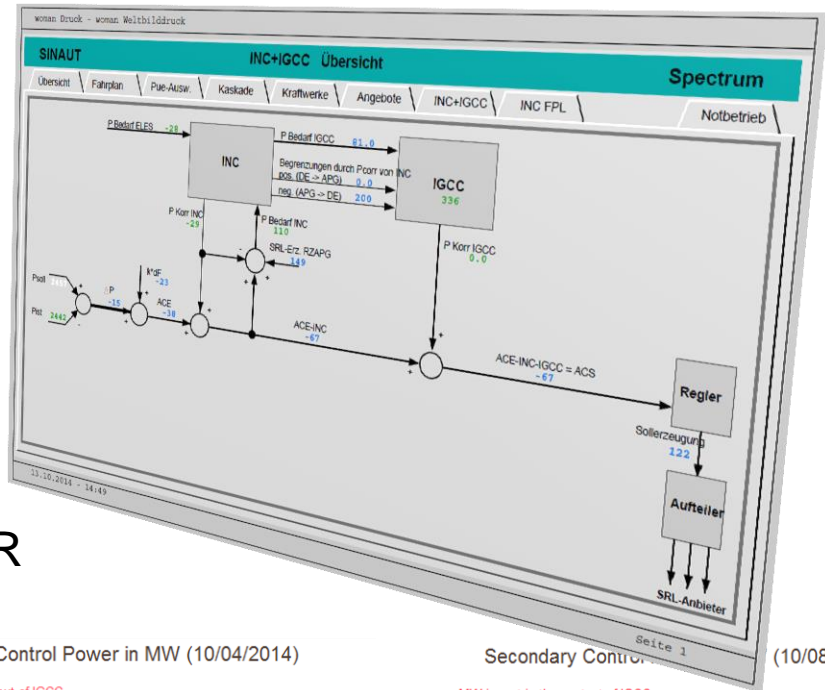 woman Druck - woman Weltbilddruck
SINAUT INC+IGCC Übersicht Spectrum
Übersicht Fahrplan Pue-Ausw. Kaskade Kraftwerke Angebote INC+IGCC INC FPL Notbetrieb
P Bedarf ELES -28
INC
P Bedarf IGCC 81.0
Begrenzungen durch Pcorr von INC
pos. (DE -> APG) 0.0
neg. (APG -> DE) 200
IGCC
336
P Korr INC
-29
P Bedarf INC
110
SRL-Erz. RZAPG
149
P Korr IGCC
0.0
k*dF
-23
Psoll
P
-15
ACE
-38
Pist 2442
ACE-INC
-67
ACE-INC-IGCC = ACS
-67
Regler
Sollerzeugung
122
Aufteiler
SRL-Anbieter
13.10.2014 - 14:49
Seite 1
R
Control Power in MW (10/04/2014)
Secondary Control (10/08